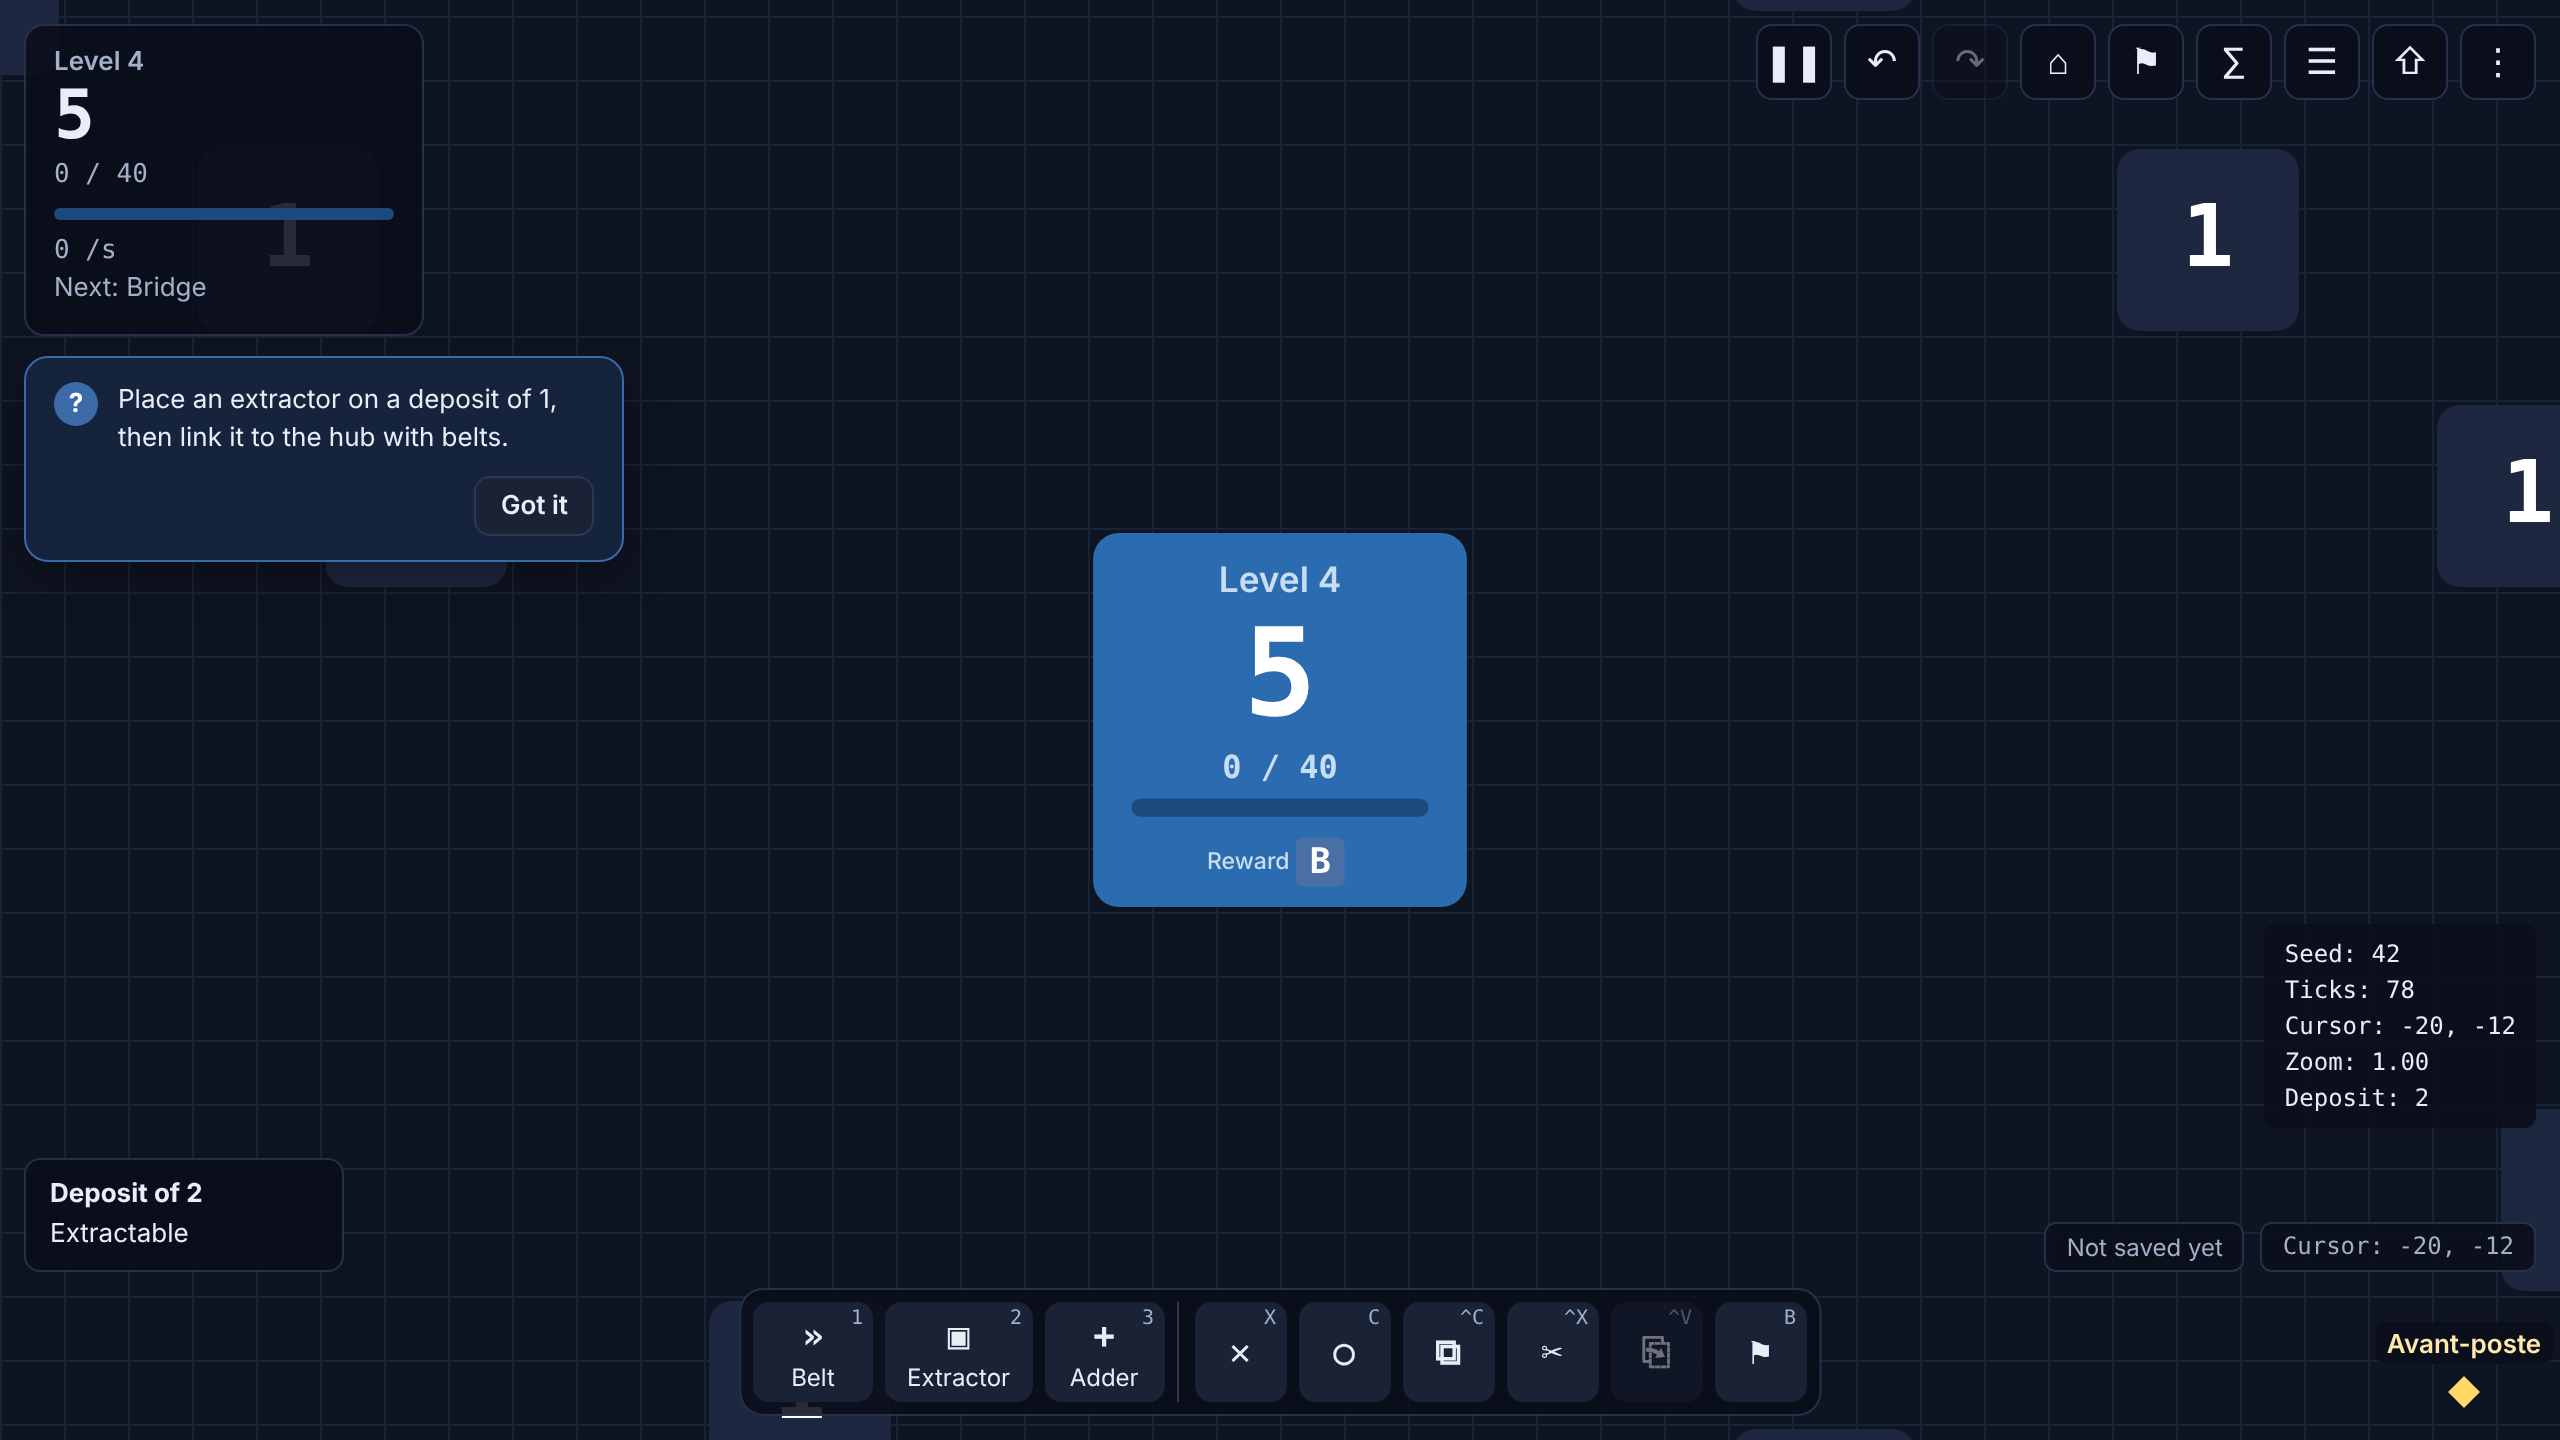 Level 4
5
0 / 40
1
0 /s
Next: Bridge
? Place an extractor on a deposit of 1,
then link it to the hub with belts.
Got it
1
1
Level 4
5
0 / 40
Reward B
Seed: 42
Ticks: 78
Cursor: -20, -12
Zoom: 1.00
Deposit: 2
Deposit of 2
Extractable
Not saved yet
Cursor: -20, -12
1
Belt
2
Extractor
3
Adder
X
C
^C
^X
^V
B
Avant-poste